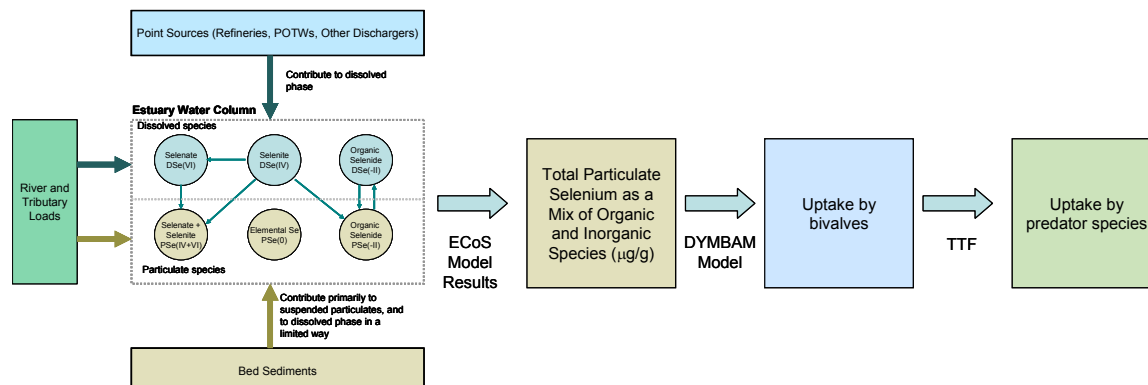 Point Sources (Refineries, POTWs, Other Dischargers)
Contribute to dissolved
phase
Estuary Water Column
Dissolved species
Selenate
DSe(VI)
Selenite
DSe(IV)
Organic
Selenide
DSe(-II)
River and
Tributary
Loads
Selenate +
Selenite
PSe(IV+VI)
Elemental Se
PSe(0)
Organic
Selenide
PSe(-II)
Particulate species
Contribute primarily to
suspended particulates, and
to dissolved phase in a
limited way
Bed Sediments
ECoS
Model
Results
Total Particulate
Selenium as a
Mix of Organic
and Inorganic
Species (μg/g)
DYMBAM
Model
Uptake by
bivalves
TTF
Uptake by
predator species